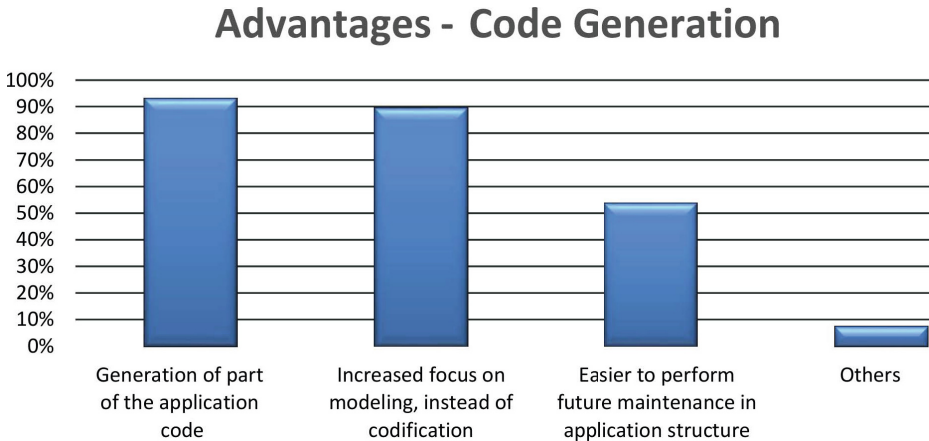 Advantages - Code Generation
100%
90%
80%
70%
60%
50%
40%
30%
20%
10%
0%
Generation of part
of the application
code
Increased focus on
modeling, instead of
codification
Easier to perform
future maintenance in
application structure
Others